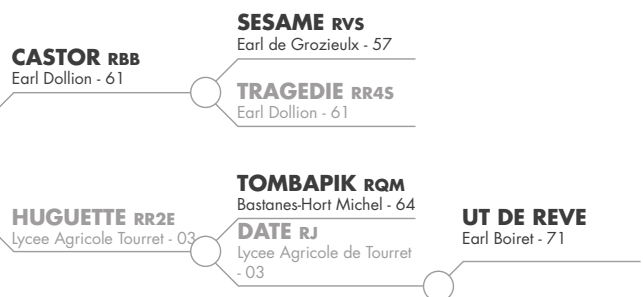 SESAME RVS
Earl de Grozieulx - 57
CASTOR RBB
Earl Dollion - 61
TRAGEDIE RR4S
Earl Dollion - 61
TOMBAPIK RQM
Bastanes-Hort Michel - 64
HUGUETTE RR2E
Lycee Agricole Tourret - 03
DATE RJ
Lycee Agricole de Tourret
- 03
UT DE REVE
Earl Boiret - 71